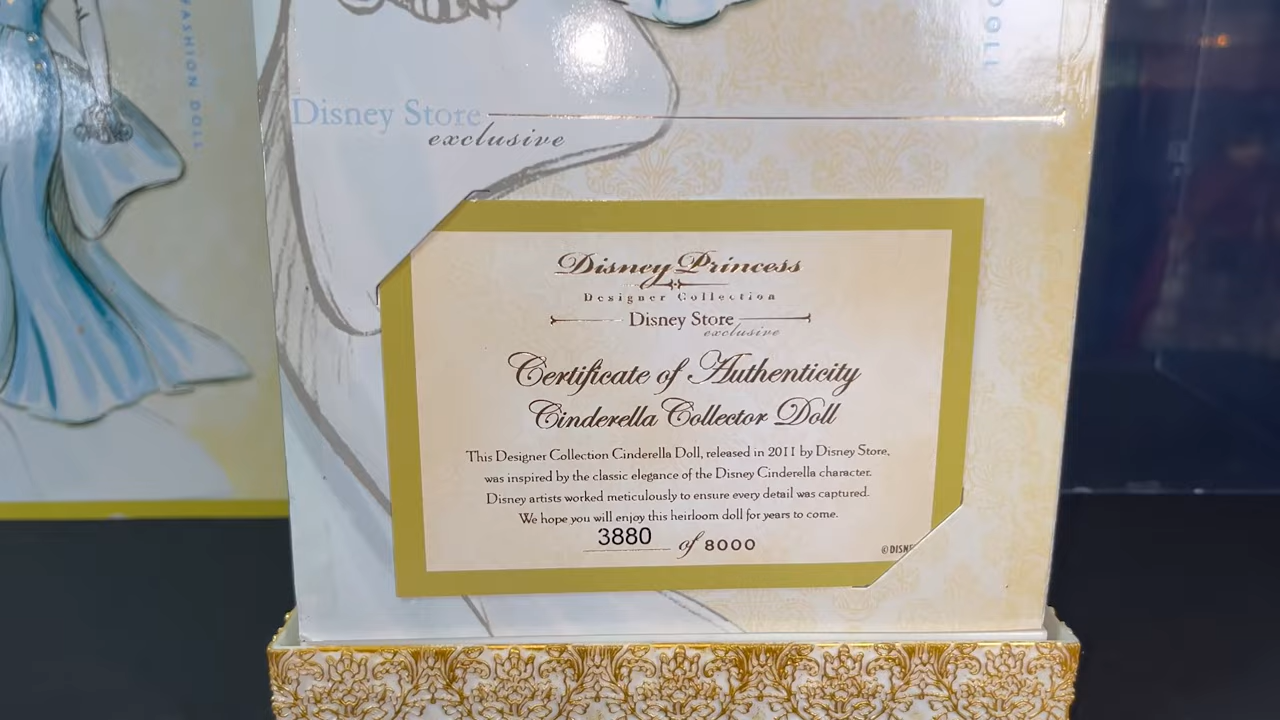 FASHION DOLL
DOLL
Disney Store
exclusive
Disney Princess
Designer Collection
Disney Store
exclusive
Certificate of Authenticity
Cinderella Collector Doll
This Designer Collection Cinderella Doll, released in 2011 by Disney Store,
was inspired by the classic elegance of the Disney Cinderella character.
Disney artists worked meticulously to ensure every detail was captured.
We hope you will enjoy this heirloom doll for years to come.
3880 of 8000
© DISNE